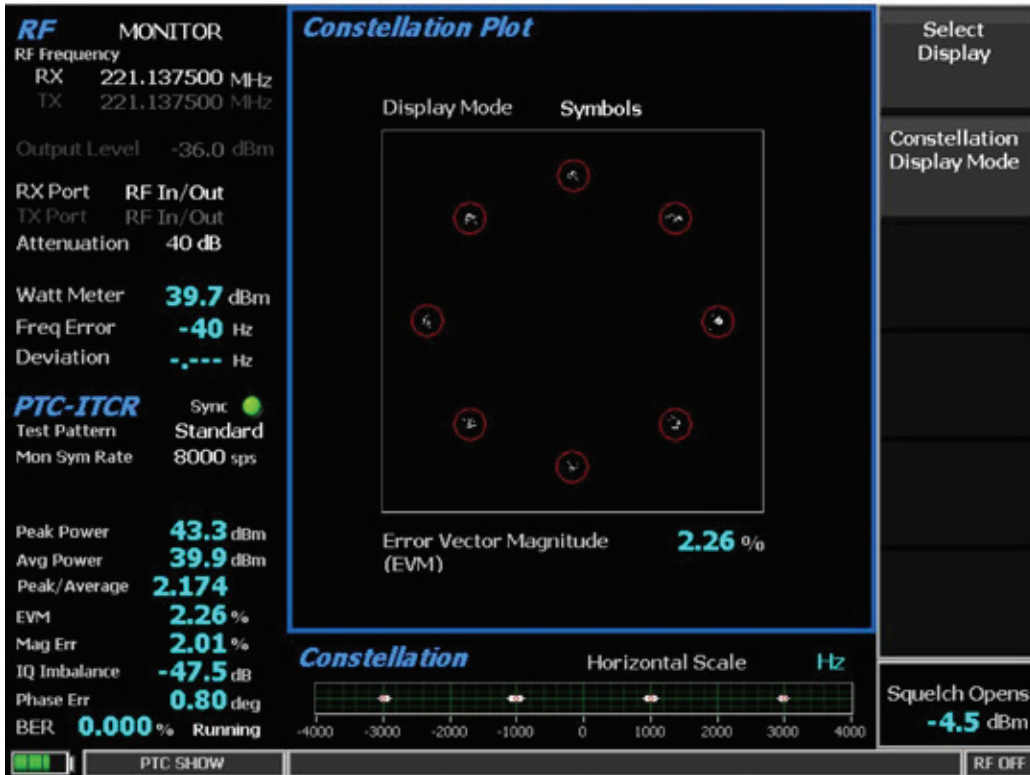 RF MONITOR
RF Frequency
RX 221.137500 MHz
TX 221.137500 MHz
Output Level -36.0 dBm
RX Port RF In/Out
TX Port RF In/Out
Attenuation 40 dB
Watt Meter 39.7 dBm
Freq Error -40 Hz
Deviation -.--- Hz
PTC-ITCR Sync
Test Pattern Standard
Mon Sym Rate 8000 sps
Peak Power 43.3 dBm
Avg Power 39.9 dBm
Peak/Average 2.174
EVM 2.26 %
Mag Err 2.01 %
IQ Imbalance -47.5 dB
Phase Err 0.80 deg
BER 0.000 % Running
Constellation Plot
Display Mode Symbols
Error Vector Magnitude 2.26 %
(EVM)
Constellation Horizontal Scale Hz
-4000 -3000 -2000 -1000 0 1000 2000 3000 4000
Select
Display
Constellation
Display Mode
Squelch Opens
-4.5 dBm
PTC SHOW
RF OFF